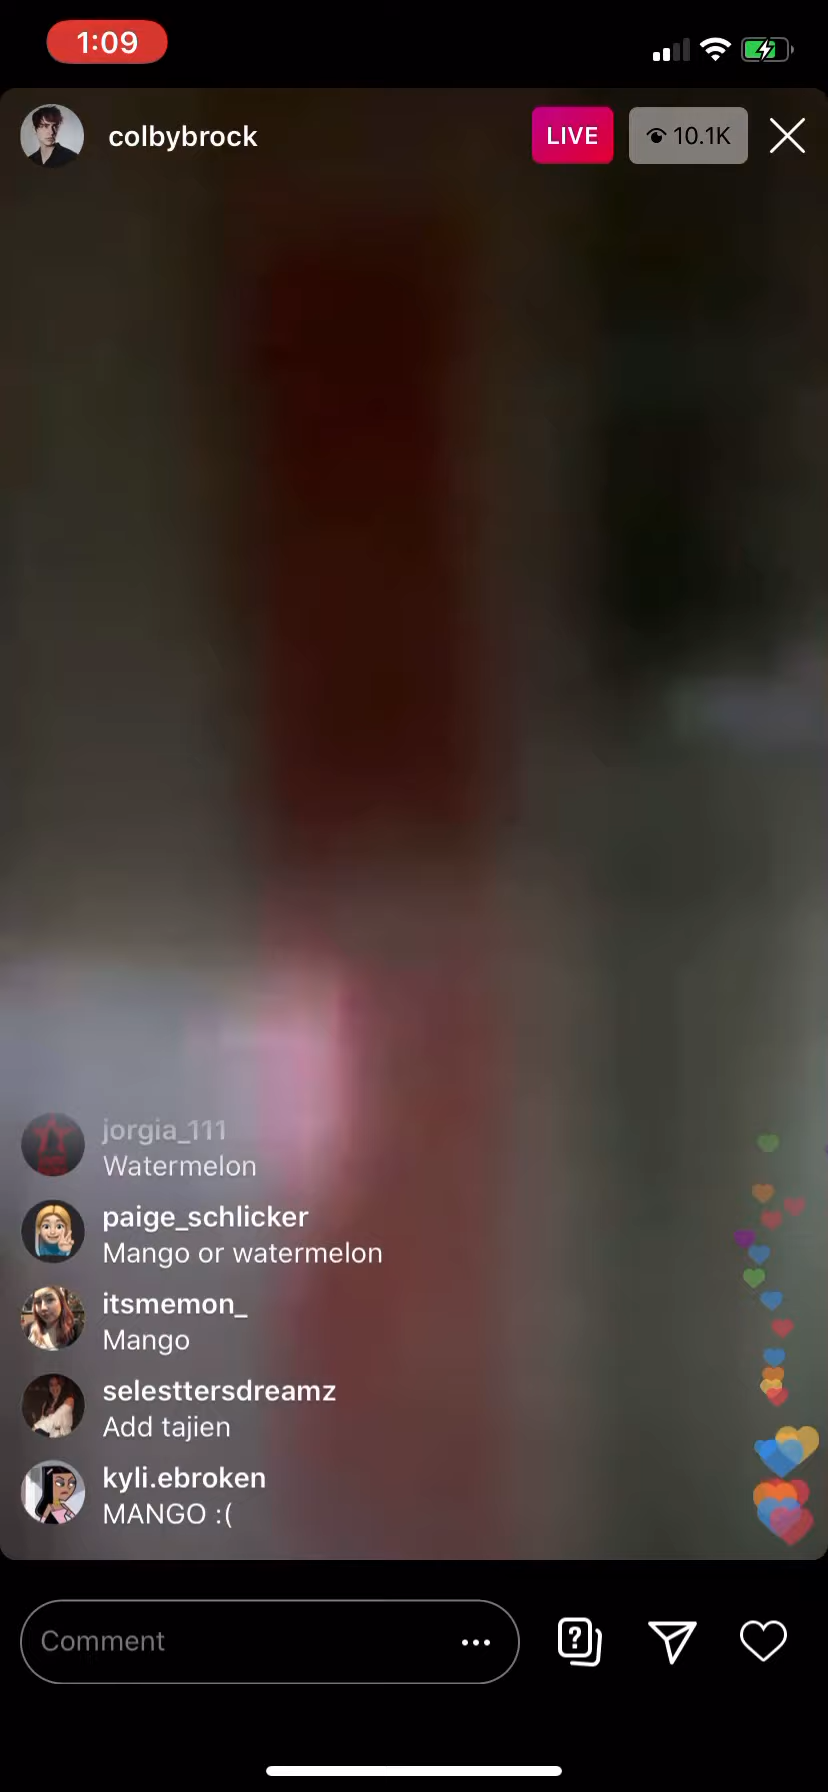 1:09
colbybrock
LIVE
10.1K
jorgia_111
Watermelon
paige_schlicker
Mango or watermelon
itsmemon_
Mango
selesttersdreamz
Add tajien
kyli.ebroken
MANGO :(
Comment